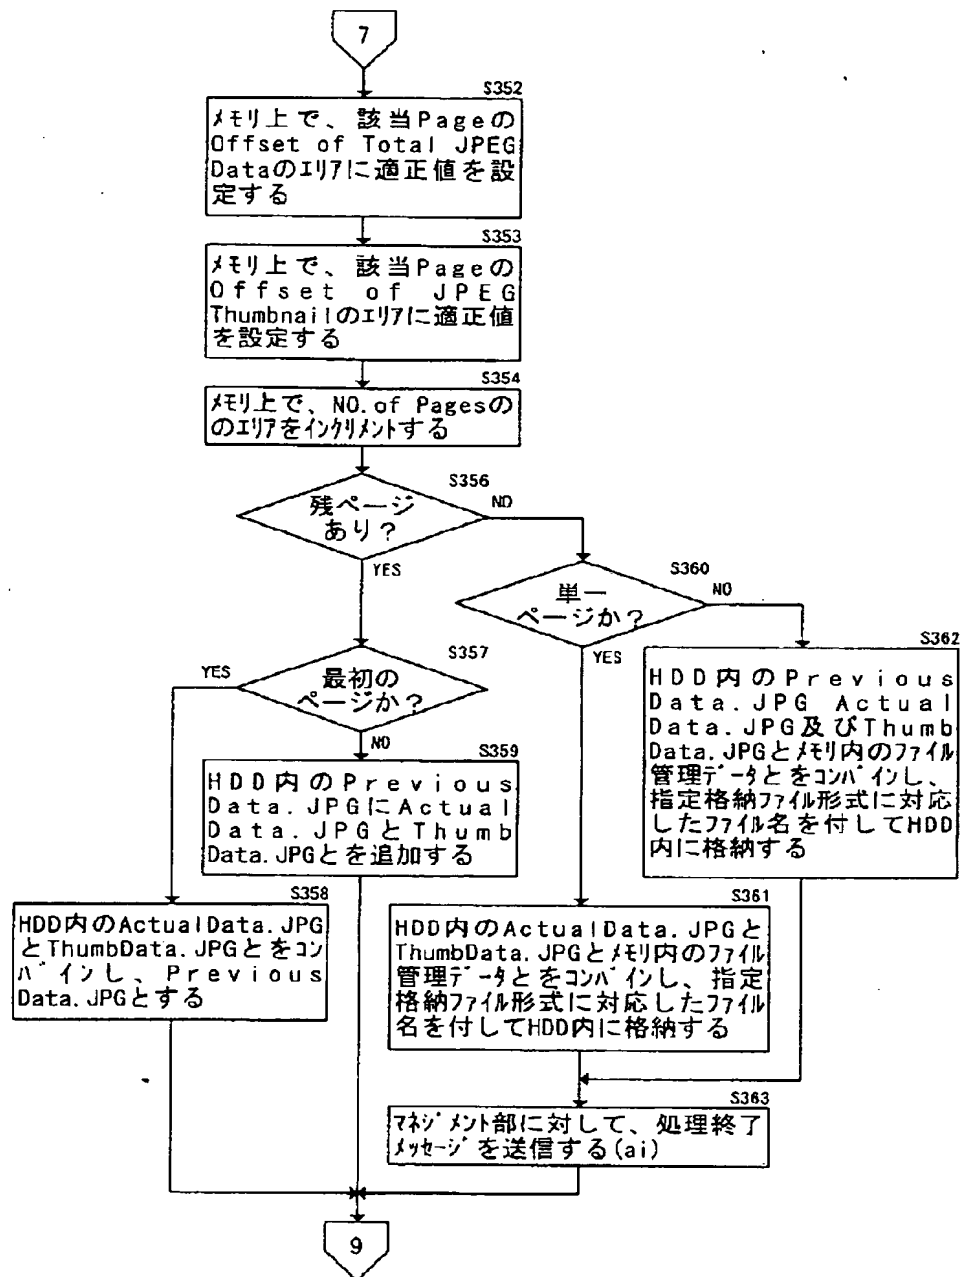 7
S352
ﾒﾓﾘ上で、該当Pageの
Offset of Total JPEG
Dataのｴﾘｱに適正値を設
定する
S353
ﾒﾓﾘ上で、該当Pageの
Offset of JPEG
Thumbnailのｴﾘｱに適正値
を設定する
S354
ﾒﾓﾘ上で、NO.of Pagesの
のｴﾘｱをｲﾝｸﾘﾒﾝﾄする
S356
残ページ
あり?
NO
YES
S360
単一
ページか?
NO
YES
S357
最初の
ページか?
YES
NO
S362
HDD内のPrevious
Data.JPG Actual
Data.JPG及びThumb
Data.JPGとﾒﾓﾘ内のﾌｧｲﾙ
管理ﾃﾞｰﾀとをｺﾝﾊﾞｲﾝし、
指定格納ﾌｧｲﾙ形式に対応
したﾌｧｲﾙ名を付してHDD
内に格納する
S359
HDD内のPrevious
Data.JPGにActual
Data.JPGとThumb
Data.JPGとを追加する
S358
HDD内のActualData.JPG
とThumbData.JPGとをｺﾝ
ﾊﾞｲﾝし、Previous
Data.JPGとする
S361
HDD内のActualData.JPGと
ThumbData.JPGとﾒﾓﾘ内のﾌｧｲﾙ
管理ﾃﾞｰﾀとをｺﾝﾊﾞｲﾝし、指定
格納ﾌｧｲﾙ形式に対応したﾌｧｲﾙ
名を付してHDD内に格納する
S363
ﾏﾈｼﾞﾒﾝﾄ部に対して、処理終了
ﾒｯｾｰｼﾞを送信する(ai)
9